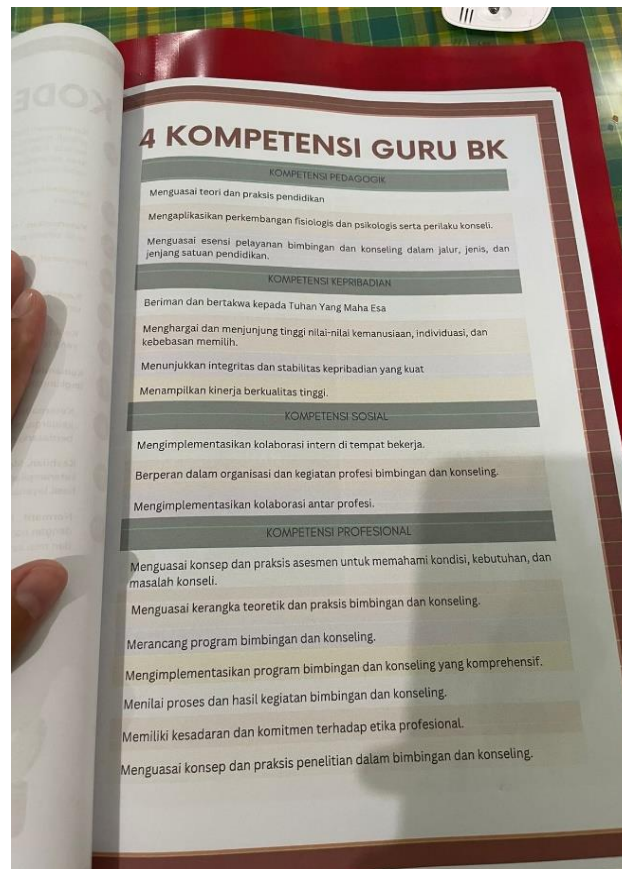 KODE
4 KOMPETENSI GURU BK
KOMPETENSI PEDAGOGIK
Menguasai teori dan praksis pendidikan
Mengaplikasikan perkembangan fisiologis dan psikologis serta perilaku konseli.
Menguasai esensi pelayanan bimbingan dan konseling dalam jalur, jenis, dan
jenjang satuan pendidikan.
KOMPETENSI KEPRIBADIAN
Beriman dan bertakwa kepada Tuhan Yang Maha Esa
Menghargai dan menjunjung tinggi nilai-nilai kemanusiaan, individuasi, dan
kebebasan memilih.
Menunjukkan integritas dan stabilitas kepribadian yang kuat
Menampilkan kinerja berkualitas tinggi.
KOMPETENSI SOSIAL
Mengimplementasikan kolaborasi intern di tempat bekerja.
Berperan dalam organisasi dan kegiatan profesi bimbingan dan konseling.
Mengimplementasikan kolaborasi antar profesi.
KOMPETENSI PROFESIONAL
Menguasai konsep dan praksis asesmen untuk memahami kondisi, kebutuhan, dan
masalah konseli.
Menguasai kerangka teoretik dan praksis bimbingan dan konseling.
Merancang program bimbingan dan konseling.
Mengimplementasikan program bimbingan dan konseling yang komprehensif.
Menilai proses dan hasil kegiatan bimbingan dan konseling.
Memiliki kesadaran dan komitmen terhadap etika profesional.
Menguasai konsep dan praksis penelitian dalam bimbingan dan konseling.